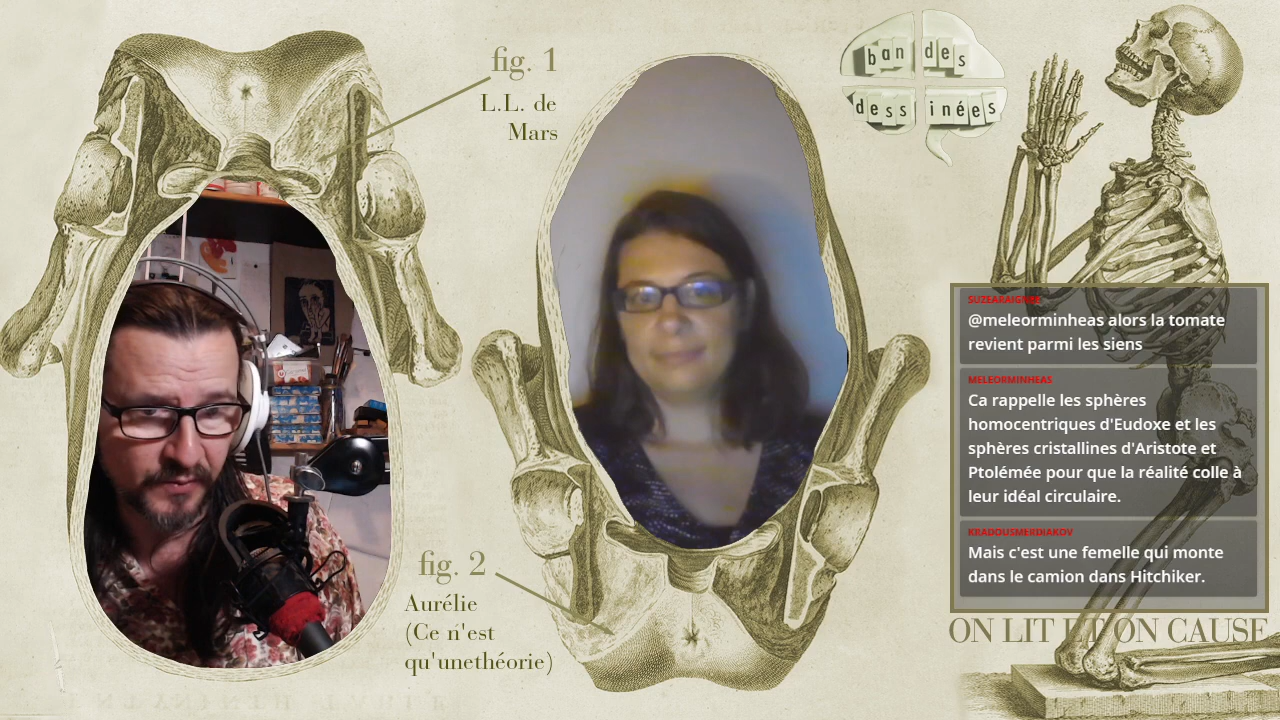 fig. 1
L.L. de
Mars
ban des
dess inées
SUZEARAIGNEE
@meleorminheas alors la tomate
revient parmi les siens
MELEORMINHEAS
Ca rappelle les sphères
homocentriques d'Eudoxe et les
sphères cristallines d'Aristote et
Ptolémée pour que la réalité colle à
leur idéal circulaire.
KRADOUSMERDIAKOV
Mais c'est une femelle qui monte
dans le camion dans Hitchiker.
fig. 2
Aurélie
(Ce n'est
qu'unethéorie)
ON LIT ET ON CAUSE